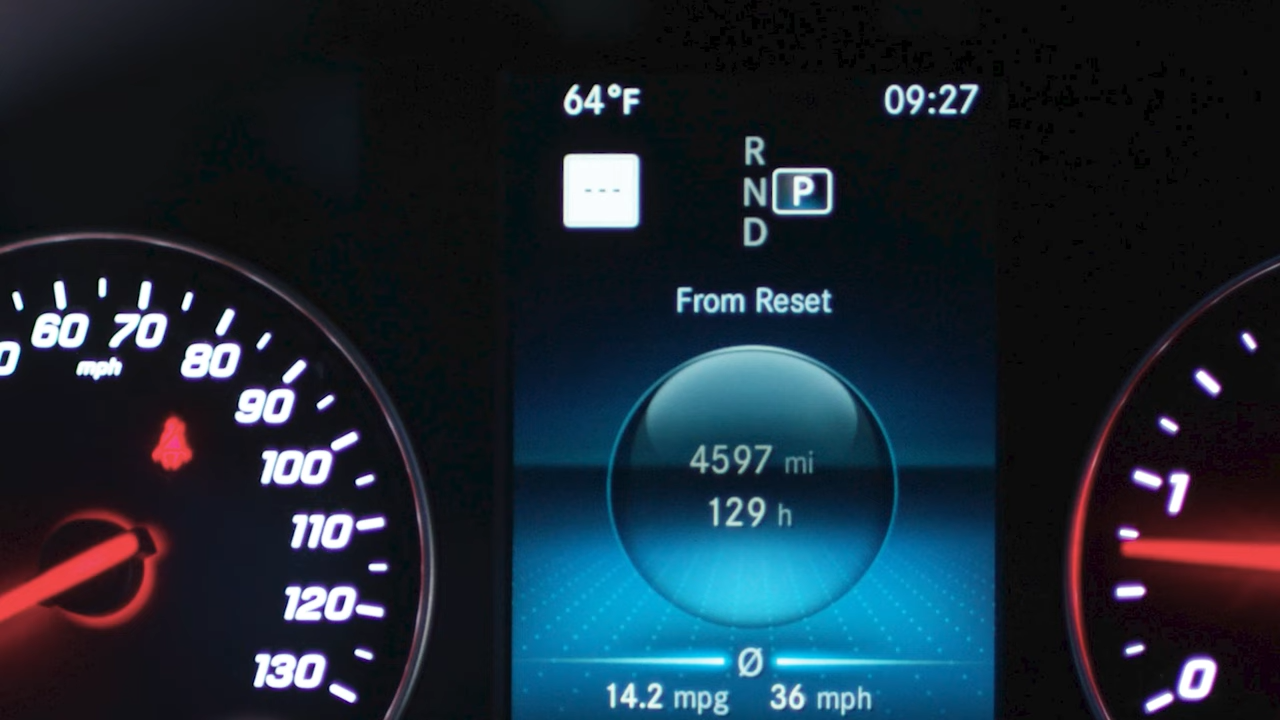 64°F 09:27
---
R
N P
D
From Reset
4597 mi
129 h
Ø
14.2 mpg 36 mph
60
70
mph
80
90
100
110
120
130
1
0